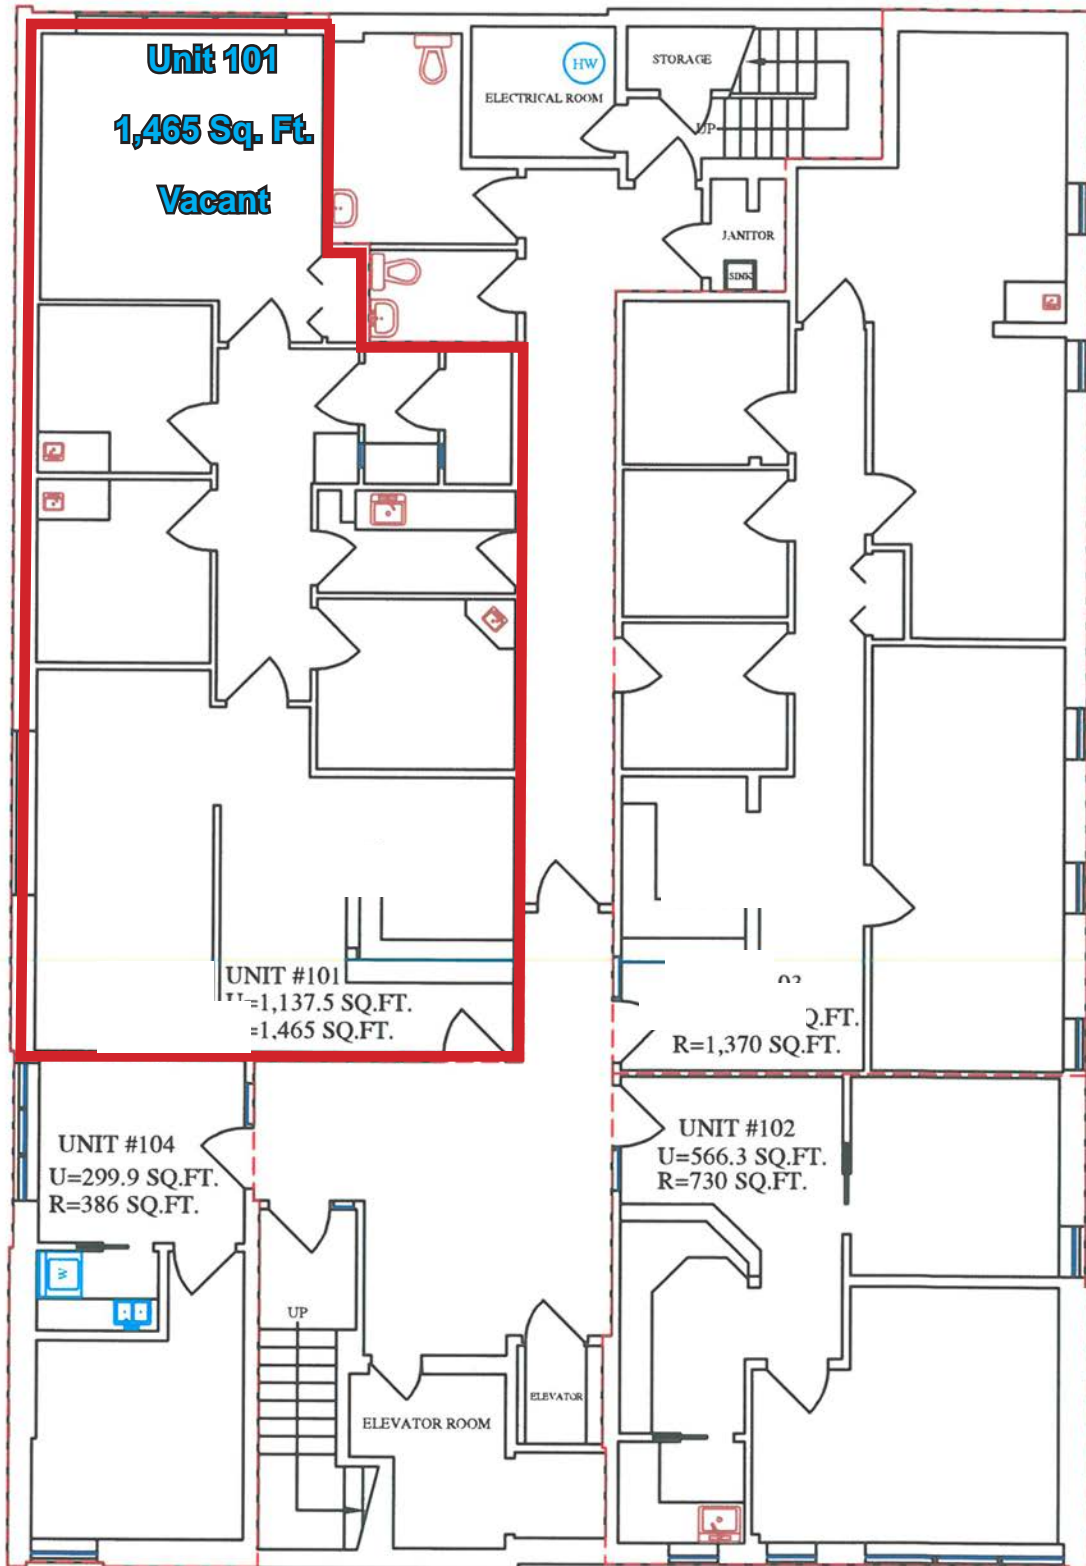 Unit 101
1,465 Sq. Ft.
Vacant
HW
ELECTRICAL ROOM
STORAGE
UP
JANITOR
SINK
UNIT #101
U=1,137.5 SQ.FT.
=1,465 SQ.FT.
03
Q.FT.
R=1,370 SQ.FT.
UNIT #104
U=299.9 SQ.FT.
R=386 SQ.FT.
W
UNIT #102
U=566.3 SQ.FT.
R=730 SQ.FT.
UP
ELEVATOR
ELEVATOR ROOM